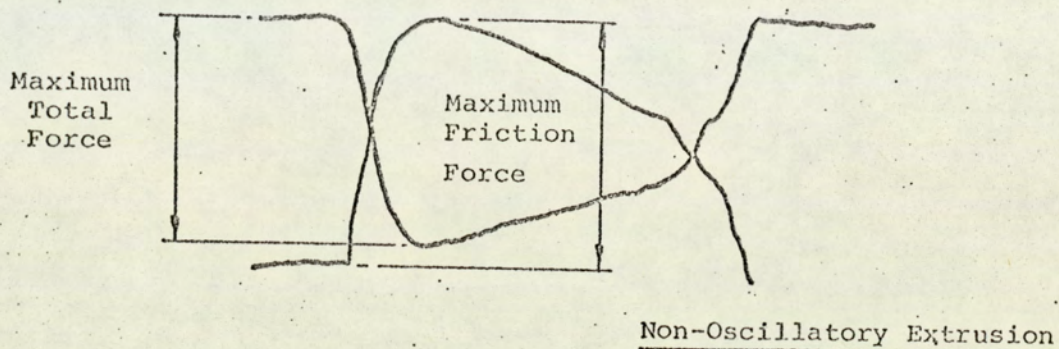 Maximum
Total
Force
Maximum
Friction
Force
Non-Oscillatory Extrusion